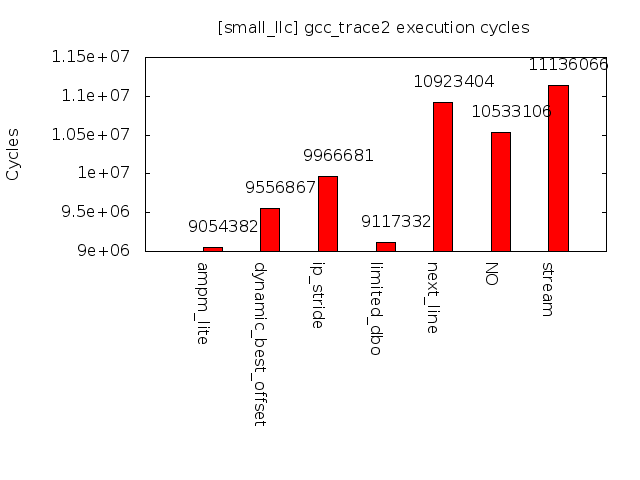 [small_llc] gcc_trace2 execution cycles
Cycles
1.15e+07
1.1e+07
1.05e+07
1e+07
9.5e+06
9e+06
9054382
9556867
9966681
9117332
10923404
10533106
11136066
ampm_lite
dynamic_best_offset
ip_stride
limited_dbo
next_line
NO
stream